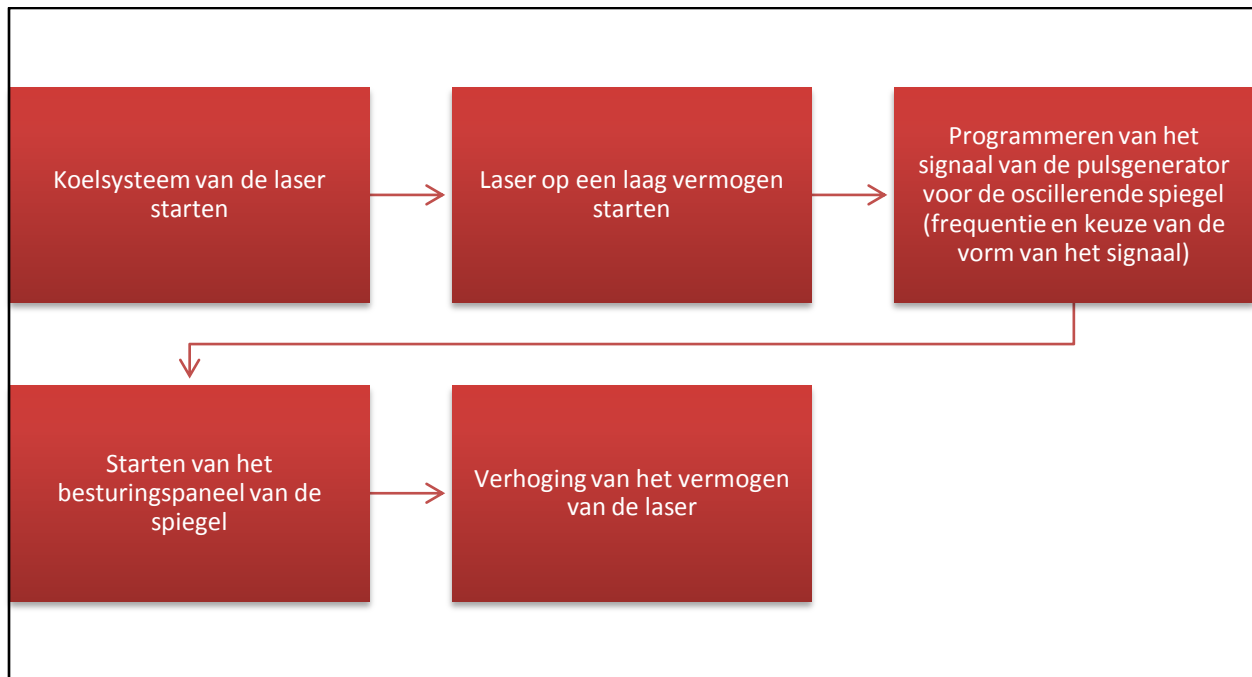 Koelsysteem van de laser
starten
Laser op een laag vermogen
starten
Programmeren van het
signaal van de pulsgenerator
voor de oscillerende spiegel
(frequentie en keuze van de
vorm van het signaal)
Starten van het
besturingspaneel van de
spiegel
Verhoging van het vermogen
van de laser